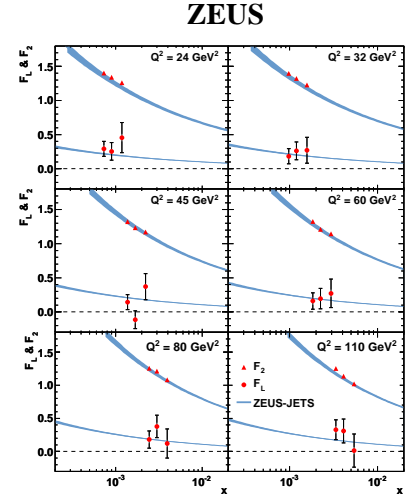 ZEUS
F_L & F_2
Q² = 24 GeV²
Q² = 32 GeV²
1.5
1.0
0.5
0.0
F_L & F_2
Q² = 45 GeV²
Q² = 60 GeV²
1.5
1.0
0.5
0.0
F_L & F_2
Q² = 80 GeV²
Q² = 110 GeV²
F_2
F_L
ZEUS-JETS
1.5
1.0
0.5
0.0
10⁻³ 10⁻² 10⁻³ 10⁻²
x x